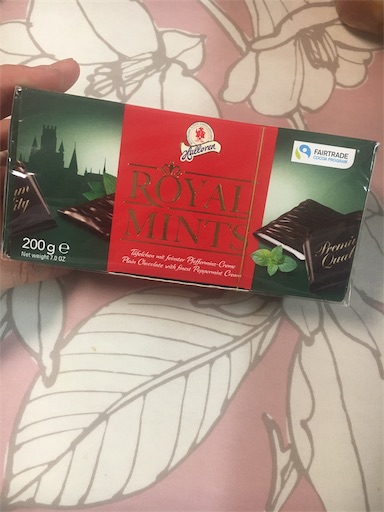 Halloren
FAIRTRADE
COCOA PROGRAM
ROYAL
MINTS
Täfelchen mit feinster Pfefferminz-Creme
Plain Chocolate with finest Peppermint Cream
200 g ℮
Net weight 7.0 OZ
Premium
Quality